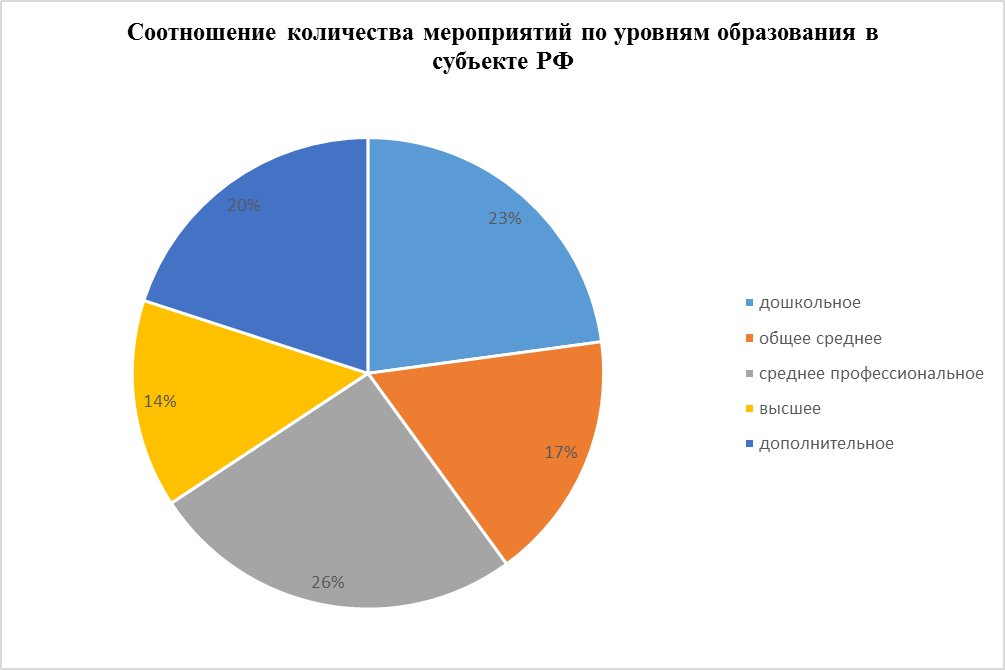 Соотношение количества мероприятий по уровням образования в
субъекте РФ
20%
23%
14%
17%
26%
дошкольное
общее среднее
среднее профессиональное
высшее
дополнительное